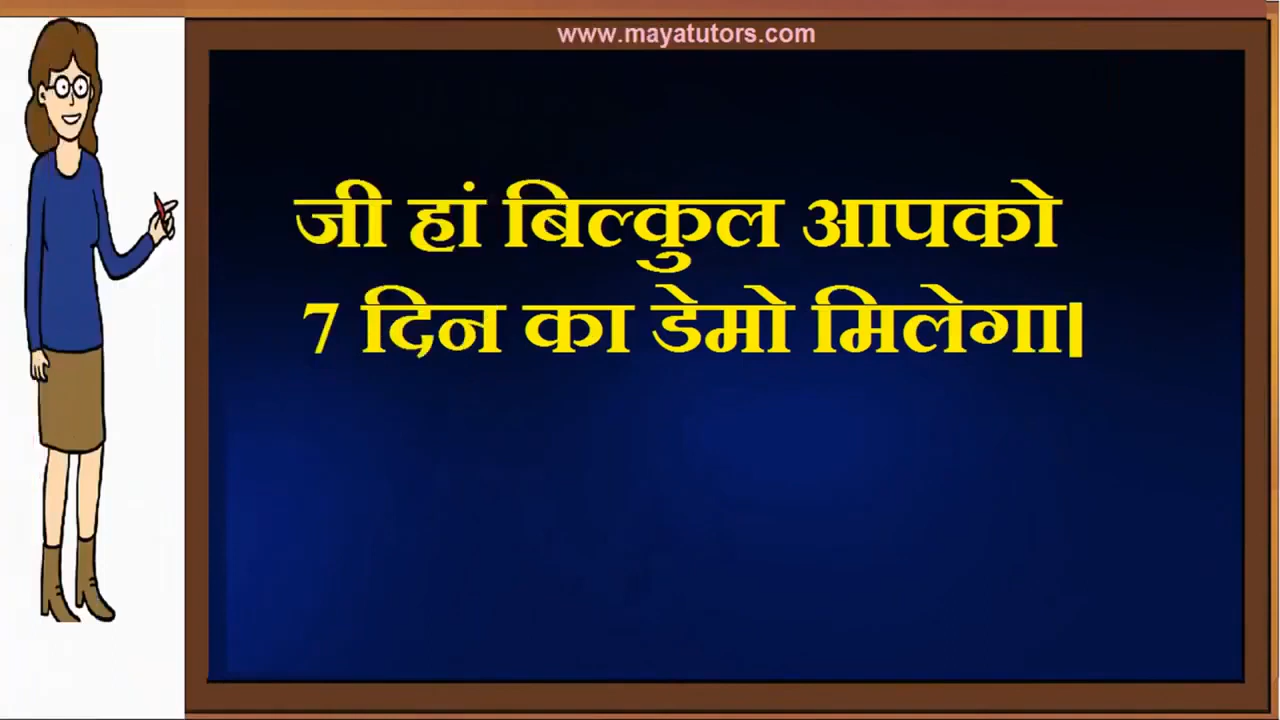 www.mayatutors.com
जी हां बिल्कुल आपको
7 दिन का डेमो मिलेगा।